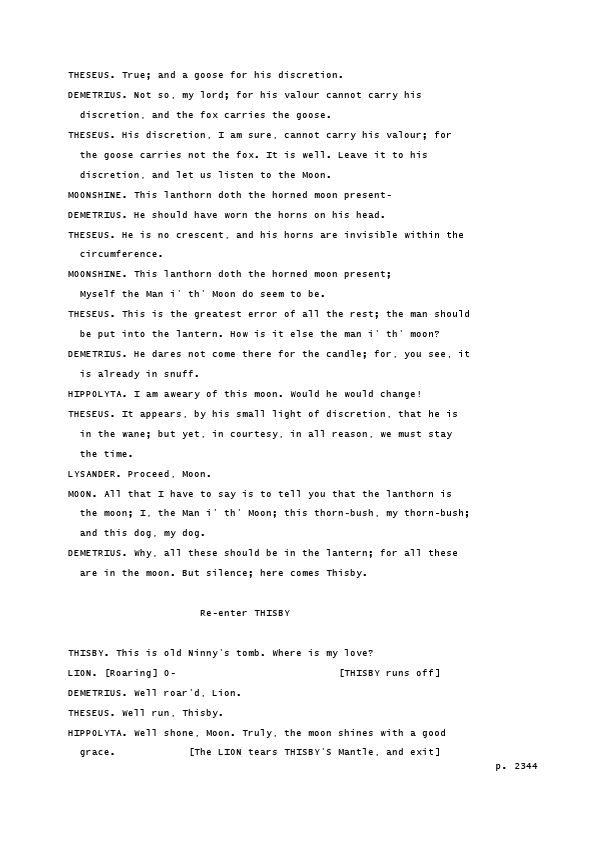 THESEUS. True; and a goose for his discretion.
DEMETRIUS. Not so, my lord; for his valour cannot carry his
discretion, and the fox carries the goose.
THESEUS. His discretion, I am sure, cannot carry his valour; for
the goose carries not the fox. It is well. Leave it to his
discretion, and let us listen to the Moon.
MOONSHINE. This lanthorn doth the horned moon present-
DEMETRIUS. He should have worn the horns on his head.
THESEUS. He is no crescent, and his horns are invisible within the
circumference.
MOONSHINE. This lanthorn doth the horned moon present;
Myself the Man i' th' Moon do seem to be.
THESEUS. This is the greatest error of all the rest; the man should
be put into the lantern. How is it else the man i' th' moon?
DEMETRIUS. He dares not come there for the candle; for, you see, it
is already in snuff.
HIPPOLYTA. I am aweary of this moon. Would he would change!
THESEUS. It appears, by his small light of discretion, that he is
in the wane; but yet, in courtesy, in all reason, we must stay
the time.
LYSANDER. Proceed, Moon.
MOON. All that I have to say is to tell you that the lanthorn is
the moon; I, the Man i' th' Moon; this thorn-bush, my thorn-bush;
and this dog, my dog.
DEMETRIUS. Why, all these should be in the lantern; for all these
are in the moon. But silence; here comes Thisby.
Re-enter THISBY
THISBY. This is old Ninny's tomb. Where is my love?
LION. [Roaring] O- [THISBY runs off]
DEMETRIUS. Well roar'd, Lion.
THESEUS. Well run, Thisby.
HIPPOLYTA. Well shone, Moon. Truly, the moon shines with a good
grace. [The LION tears THISBY'S Mantle, and exit]
p. 2344